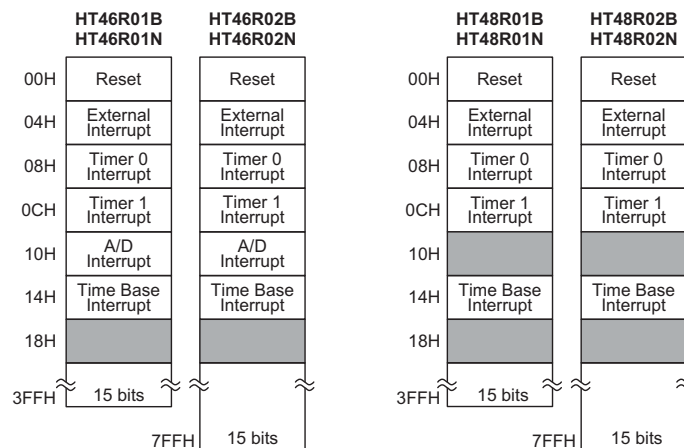 HT46R01B HT46R02B HT48R01B HT48R02B
HT46R01N HT46R02N HT48R01N HT48R02N
00H Reset Reset 00H Reset Reset
04H External Interrupt External Interrupt 04H External Interrupt External Interrupt
08H Timer 0 Interrupt Timer 0 Interrupt 08H Timer 0 Interrupt Timer 0 Interrupt
0CH Timer 1 Interrupt Timer 1 Interrupt 0CH Timer 1 Interrupt Timer 1 Interrupt
10H A/D Interrupt A/D Interrupt 10H
14H Time Base Interrupt Time Base Interrupt 14H Time Base Interrupt Time Base Interrupt
18H 18H
3FFH 15 bits 3FFH 15 bits
7FFH 15 bits 7FFH 15 bits